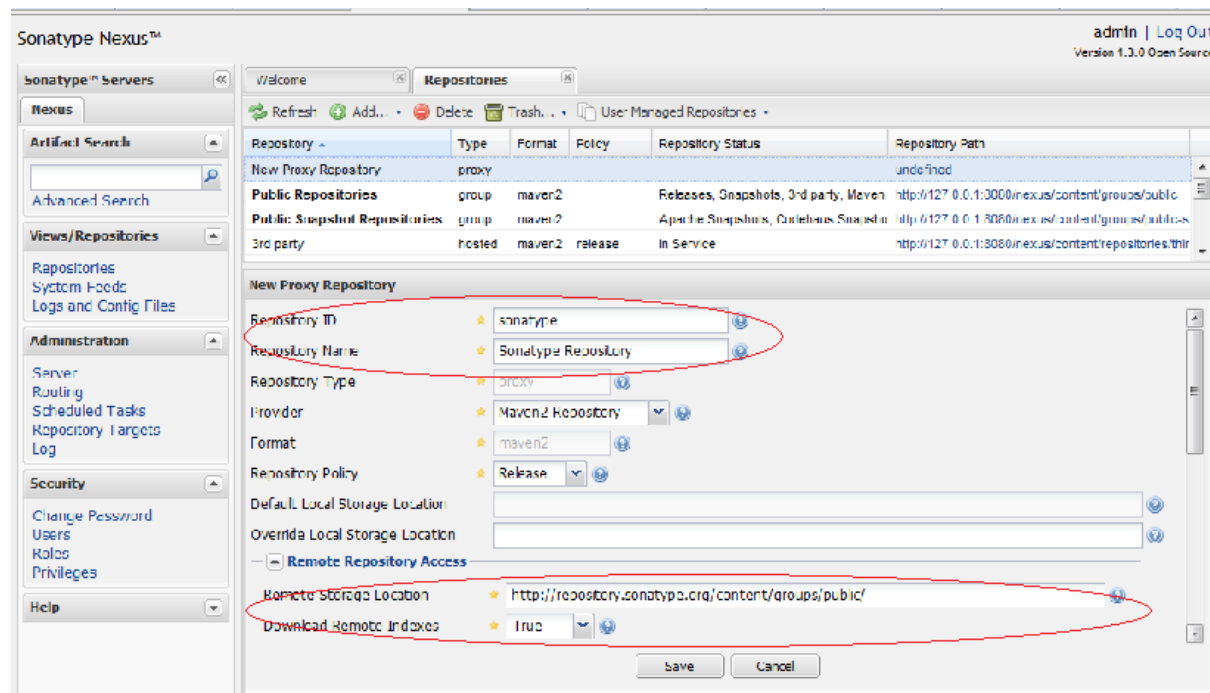 Sonatype Nexus™
admin | Log Out
Version 1.3.0 Open Source
Sonatype™ Servers
Welcome
Repositories
Nexus
Refresh Add... Delete Trash... User Managed Repositories
Artifact Search
Advanced Search
Views/Repositories
Repositories
System Feeds
Logs and Config Files
Administration
Server
Routing
Scheduled Tasks
Repository Targets
Log
Security
Change Password
Users
Roles
Privileges
Help
Repository Type Format Policy Repository Status Repository Path
New Proxy Repository proxy undefined
Public Repositories group maven2 Releases, Snapshots, 3rd party, Maven http://127.0.0.1:8080/nexus/content/groups/public
Public Snapshot Repositories group maven2 Apache Snapshots, Codehaus Snapsho http://127.0.0.1:8080/nexus/content/groups/public-s
3rd party hosted maven2 release In Service http://127.0.0.1:8080/nexus/content/repositories/thir
New Proxy Repository
Repository ID sonatype
Repository Name Sonatype Repository
Repository Type proxy
Provider Maven2 Repository
Format maven2
Repository Policy Release
Default Local Storage Location
Override Local Storage Location
Remote Repository Access
Remote Storage Location http://repository.sonatype.org/content/groups/public/
Download Remote Indexes True
Save Cancel